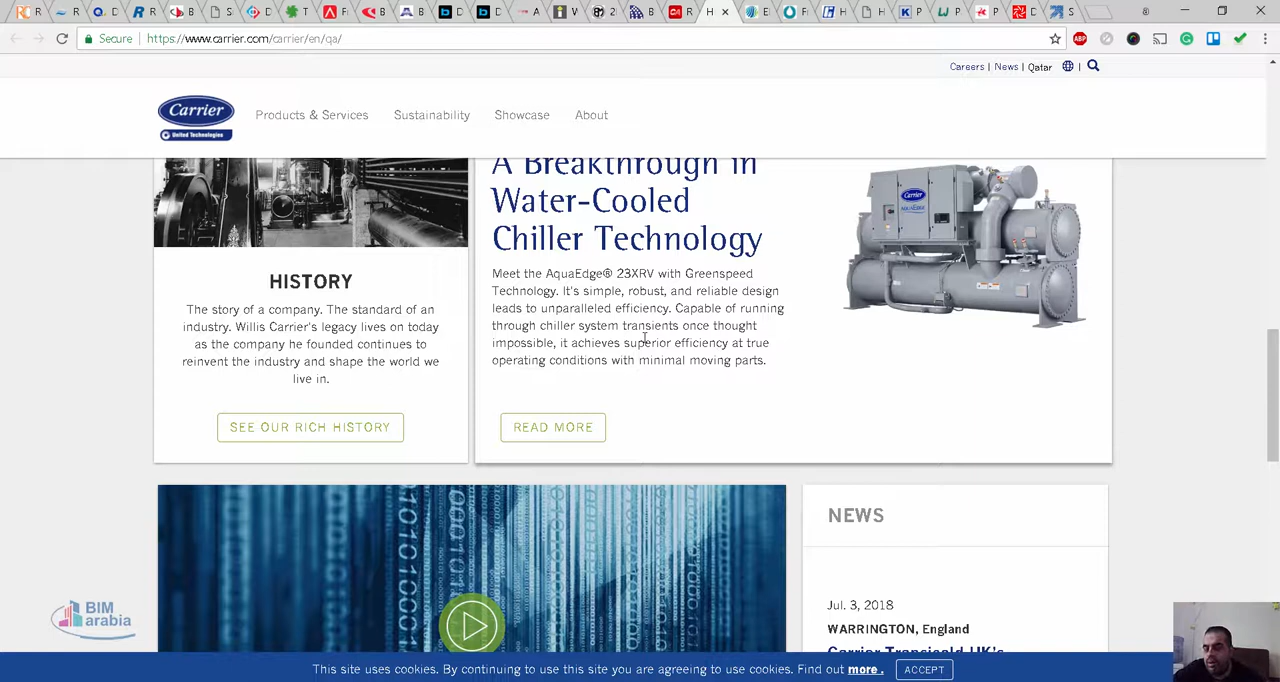 Secure
https://www.carrier.com/carrier/en/qa/
Careers | News | Qatar
Carrier
United Technologies
Products & Services
Sustainability
Showcase
About
A Breakthrough in
Water-Cooled
Chiller Technology
Meet the AquaEdge® 23XRV with Greenspeed
Technology. It's simple, robust, and reliable design
leads to unparalleled efficiency. Capable of running
through chiller system transients once thought
impossible, it achieves superior efficiency at true
operating conditions with minimal moving parts.
READ MORE
Carrier
HISTORY
The story of a company. The standard of an
industry. Willis Carrier's legacy lives on today
as the company he founded continues to
reinvent the industry and shape the world we
live in.
SEE OUR RICH HISTORY
NEWS
Jul. 3, 2018
WARRINGTON, England
Carrier Transicold UK's
BIM
arabia
This site uses cookies. By continuing to use this site you are agreeing to use cookies. Find out more .
ACCEPT